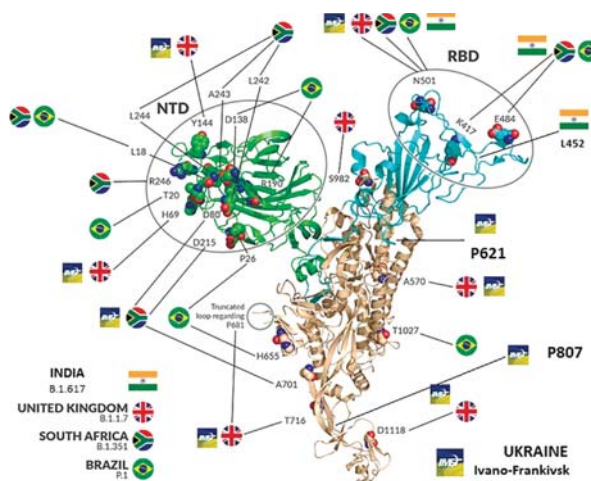 RBD
N501
K417
E484
L452
NTD
A243
L242
L244
Y144
D138
L18
R246
T20
H69
D80
R190
D215
P26
S982
P621
A570
Truncated
loop regarding
P681
T1027
H655
A701
P807
T716
D1118
INDIA
B.1.617
UNITED KINGDOM
B.1.1.7
SOUTH AFRICA
B.1.351
BRAZIL
P.1
UKRAINE
Ivano-Frankivsk